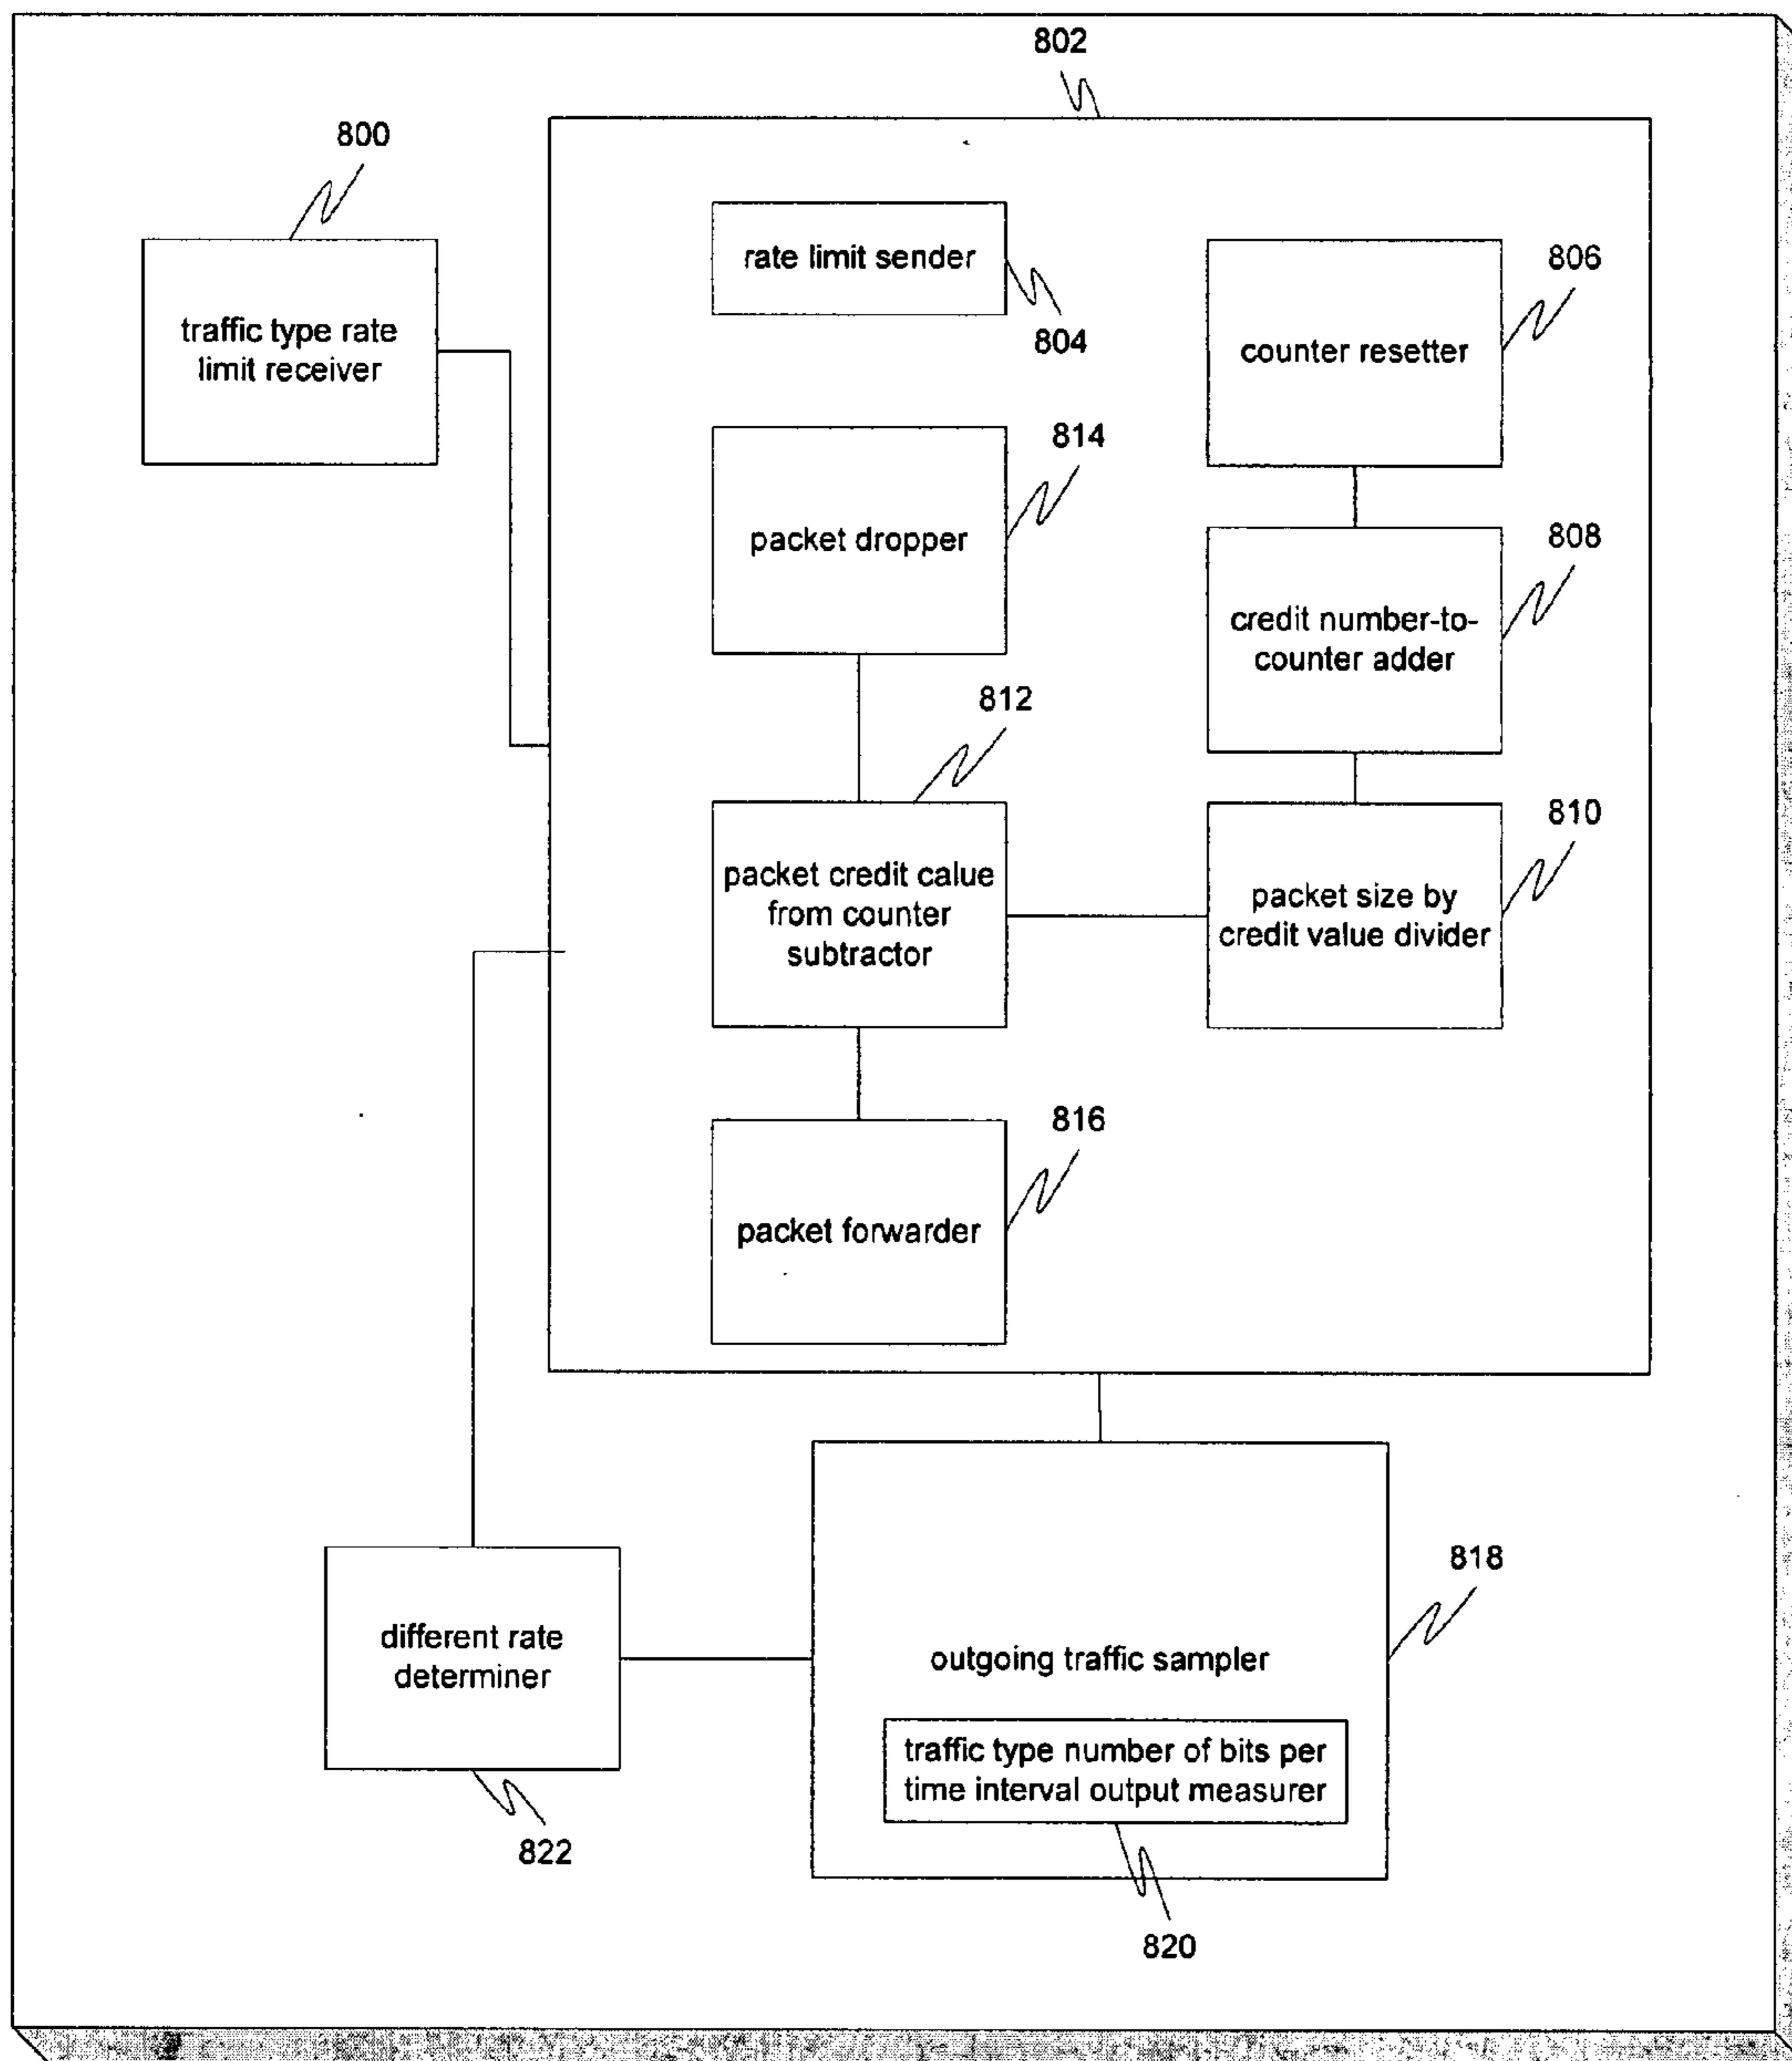 802
800
traffic type rate
limit receiver
rate limit sender
804
806
counter resetter
814
packet dropper
808
credit number-to-
counter adder
812
packet credit calue
from counter
subtractor
810
packet size by
credit value divider
816
packet forwarder
818
outgoing traffic sampler
different rate
determiner
822
traffic type number of bits per
time interval output measurer
820